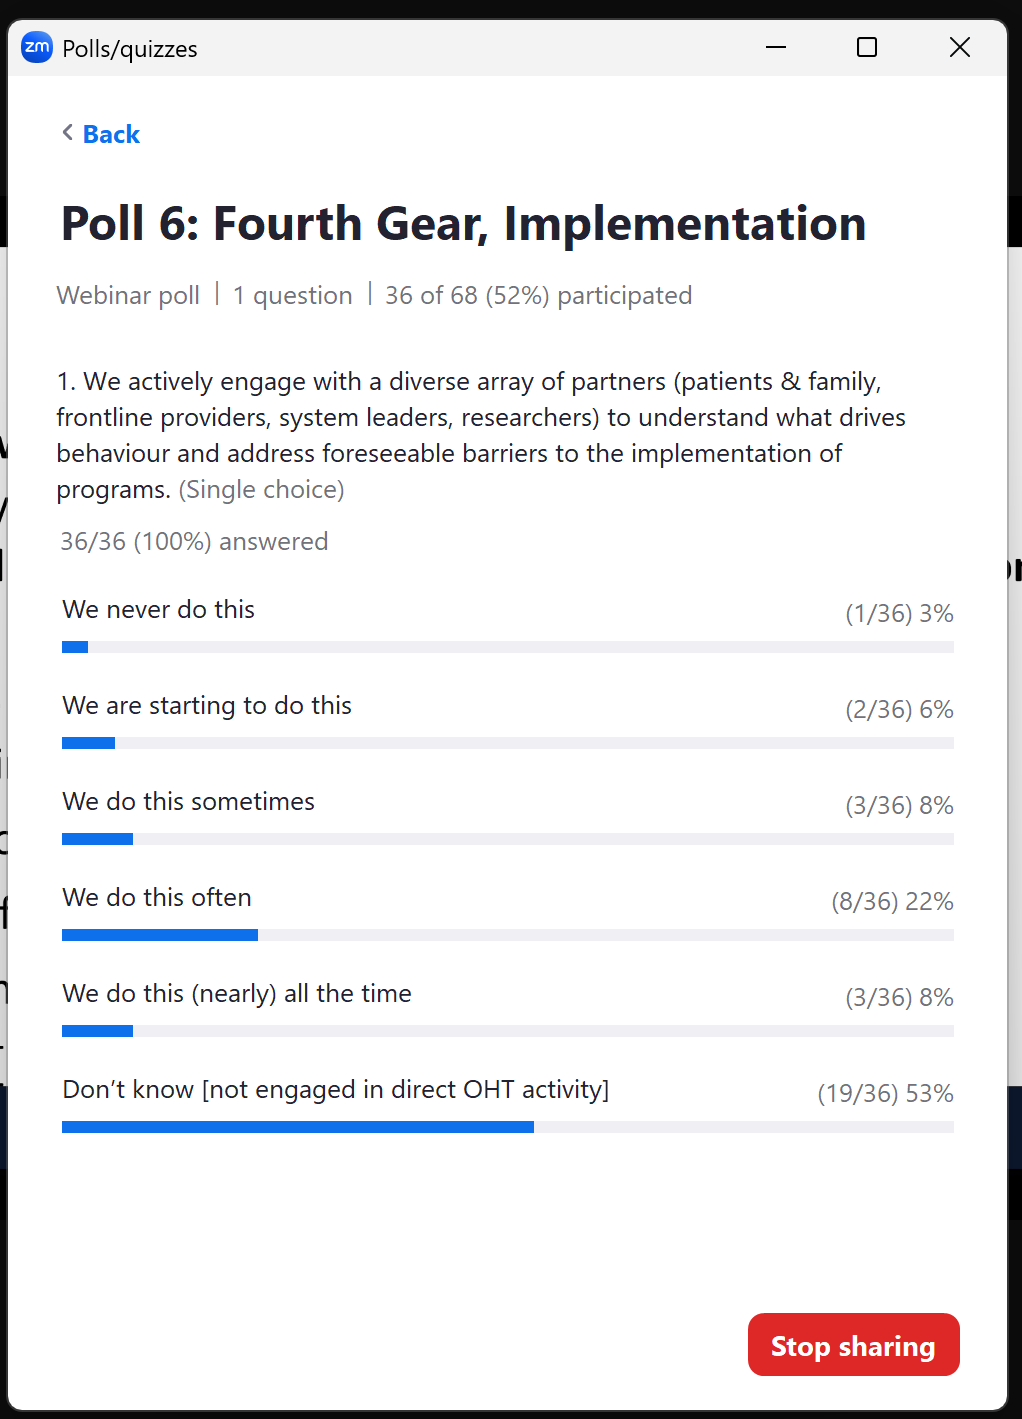 zm Polls/quizzes
Back
Poll 6: Fourth Gear, Implementation
Webinar poll | 1 question | 36 of 68 (52%) participated
1. We actively engage with a diverse array of partners (patients & family,
frontline providers, system leaders, researchers) to understand what drives
behaviour and address foreseeable barriers to the implementation of
programs. (Single choice)
36/36 (100%) answered
We never do this (1/36) 3%
We are starting to do this (2/36) 6%
We do this sometimes (3/36) 8%
We do this often (8/36) 22%
We do this (nearly) all the time (3/36) 8%
Don’t know [not engaged in direct OHT activity] (19/36) 53%
Stop sharing